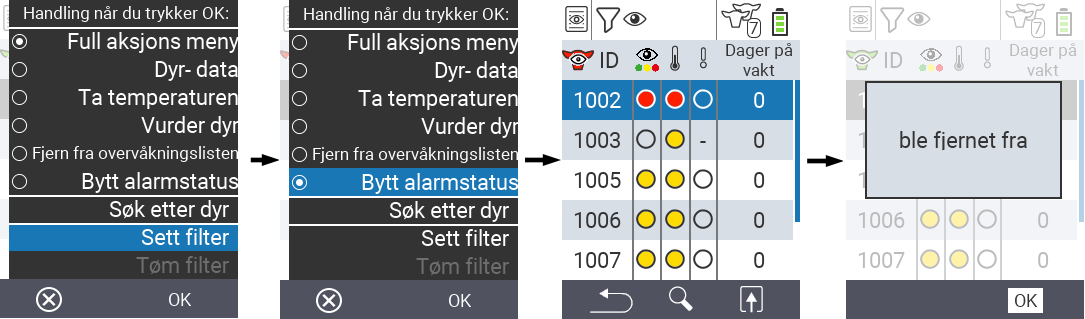 Handling når du trykker OK:
Full aksjons meny
Dyr- data
Ta temperaturen
Vurder dyr
Fjern fra overvåkningslisten
Bytt alarmstatus
Søk etter dyr
Sett filter
Tøm filter
OK
Handling når du trykker OK:
Full aksjons meny
Dyr- data
Ta temperaturen
Vurder dyr
Fjern fra overvåkningslisten
Bytt alarmstatus
Søk etter dyr
Sett filter
Tøm filter
OK
7
ID Dager på
vakt
1002 0
1003 - 0
1005 0
1006 0
1007 0
7
ID Dager på
vakt
ble fjernet fra
1006 0
1007 0
OK